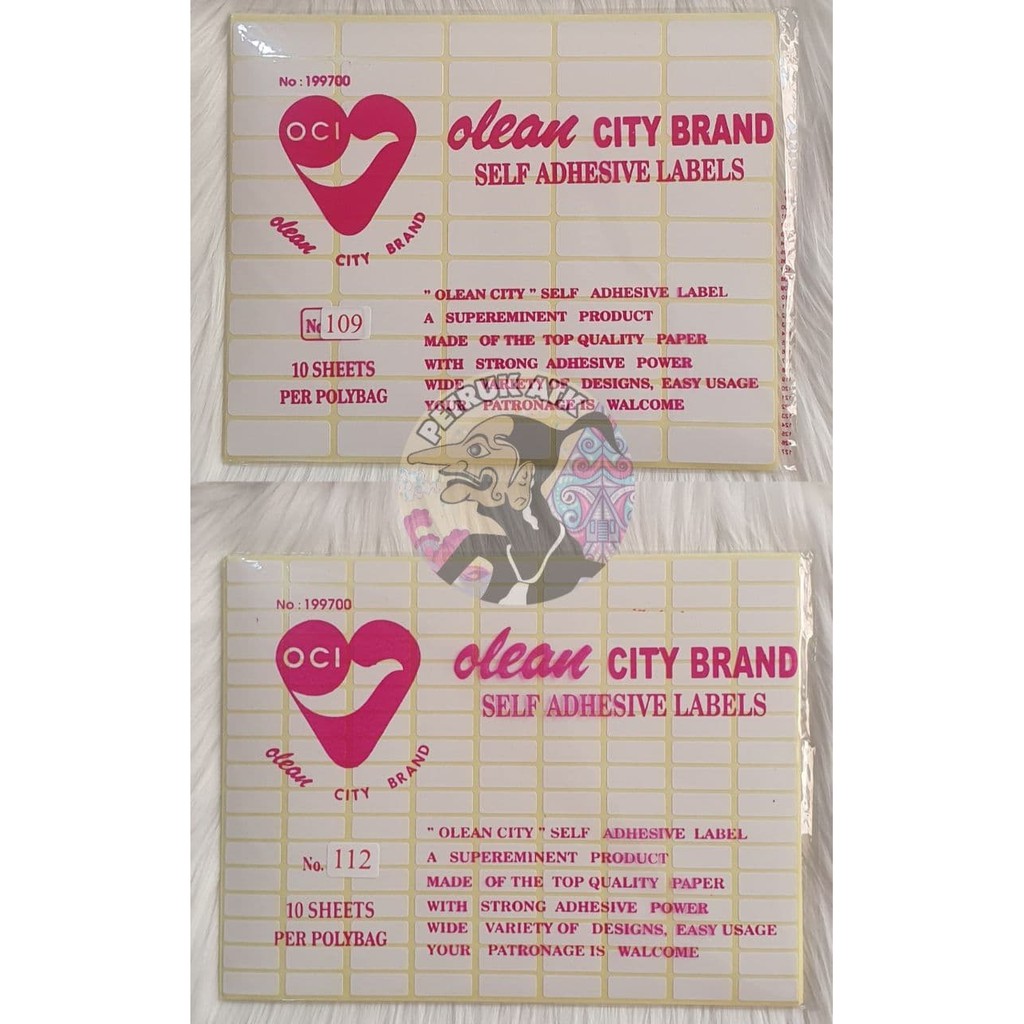 No : 199700
OCI
olean CITY BRAND
SELF ADHESIVE LABELS
olean CITY BRAND
" OLEAN CITY " SELF ADHESIVE LABEL
A SUPEREMINENT PRODUCT
MADE OF THE TOP QUALITY PAPER
WITH STRONG ADHESIVE POWER
WIDE VARIETY OF DESIGNS, EASY USAGE
YOUR PATRONAGE IS WALCOME
109
10 SHEETS
PER POLYBAG
PETRUK ATK
No : 199700
OCI
olean CITY BRAND
SELF ADHESIVE LABELS
olean CITY BRAND
" OLEAN CITY " SELF ADHESIVE LABEL
A SUPEREMINENT PRODUCT
MADE OF THE TOP QUALITY PAPER
WITH STRONG ADHESIVE POWER
WIDE VARIETY OF DESIGNS, EASY USAGE
YOUR PATRONAGE IS WALCOME
No. 112
10 SHEETS
PER POLYBAG